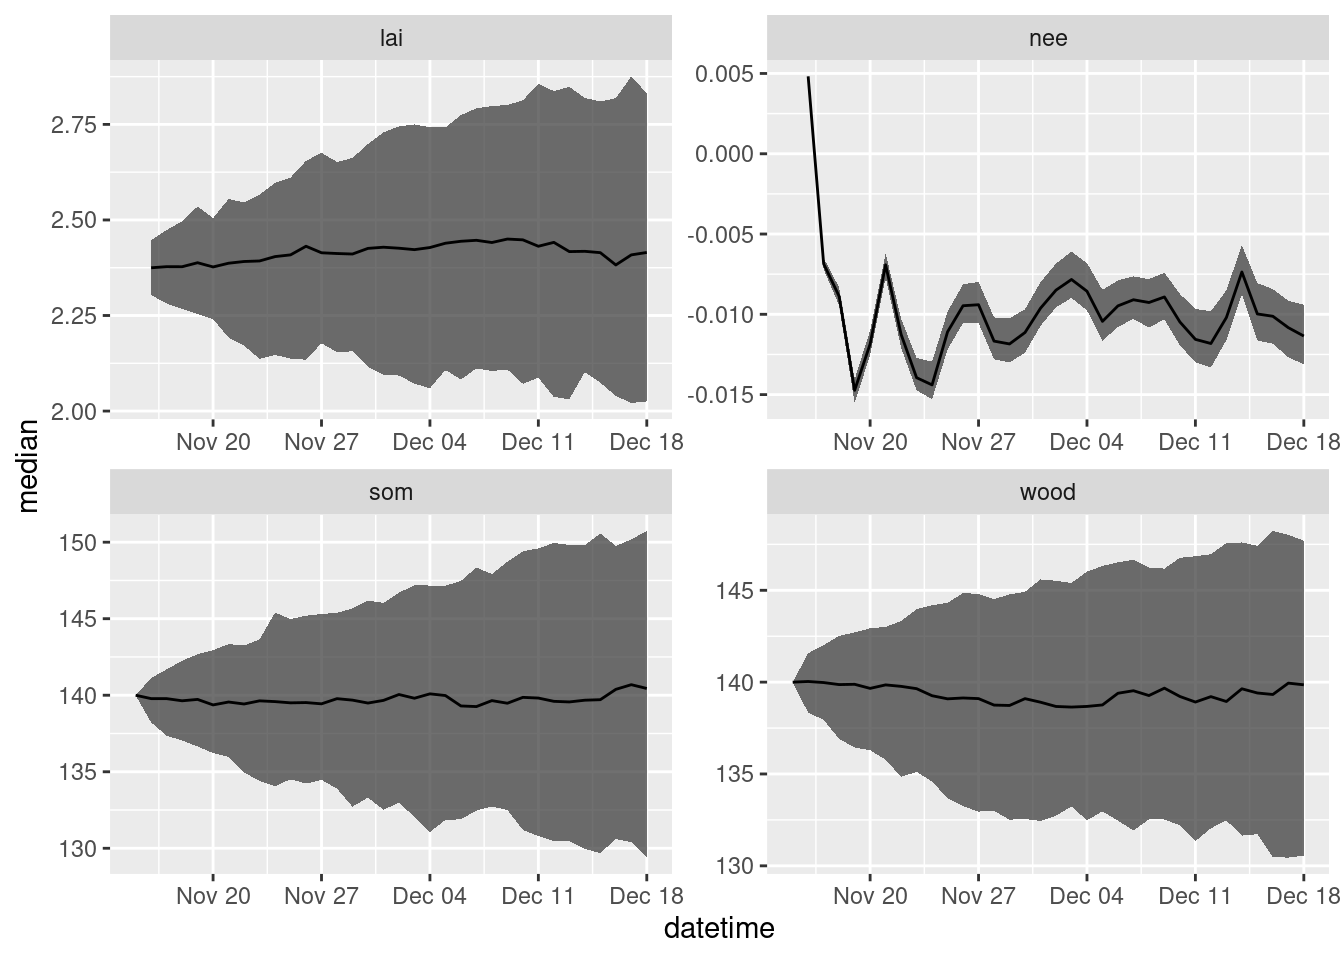 lai
2.75
2.50
2.25
2.00
Nov 20 Nov 27 Dec 04 Dec 11 Dec 18
nee
0.005
0.000
-0.005
-0.010
-0.015
Nov 20 Nov 27 Dec 04 Dec 11 Dec 18
median
som
150
145
140
135
130
Nov 20 Nov 27 Dec 04 Dec 11 Dec 18
wood
145
140
135
130
Nov 20 Nov 27 Dec 04 Dec 11 Dec 18
datetime